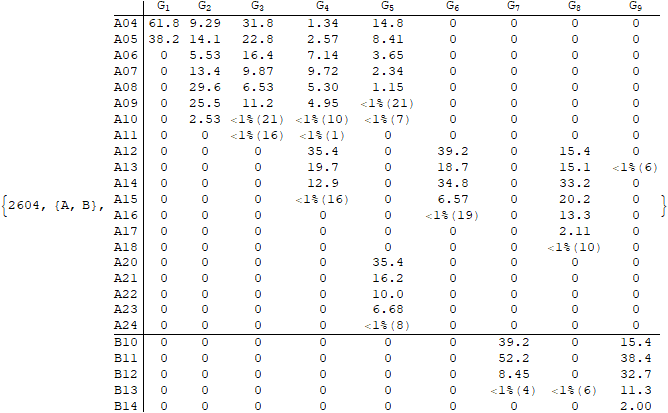 G1 G2 G3 G4 G5 G6 G7 G8 G9
A04 61.8 9.29 31.8 1.34 14.8 0 0 0 0
A05 38.2 14.1 22.8 2.57 8.41 0 0 0 0
A06 0 5.53 16.4 7.14 3.65 0 0 0 0
A07 0 13.4 9.87 9.72 2.34 0 0 0 0
A08 0 29.6 6.53 5.30 1.15 0 0 0 0
A09 0 25.5 11.2 4.95 <1%(21) 0 0 0 0
A10 0 2.53 <1%(21) <1%(10) <1%(7) 0 0 0 0
A11 0 0 <1%(16) <1%(1) 0 0 0 0 0
A12 0 0 0 35.4 0 39.2 0 15.4 0
A13 0 0 0 19.7 0 18.7 0 15.1 <1%(6)
A14 0 0 0 12.9 0 34.8 0 33.2 0
{2604, {A, B}, A15 0 0 0 <1%(16) 0 6.57 0 20.2 0 }
A16 0 0 0 0 0 <1%(19) 0 13.3 0
A17 0 0 0 0 0 0 0 2.11 0
A18 0 0 0 0 0 0 0 <1%(10) 0
A20 0 0 0 0 35.4 0 0 0 0
A21 0 0 0 0 16.2 0 0 0 0
A22 0 0 0 0 10.0 0 0 0 0
A23 0 0 0 0 6.68 0 0 0 0
A24 0 0 0 0 <1%(8) 0 0 0 0
B10 0 0 0 0 0 0 39.2 0 15.4
B11 0 0 0 0 0 0 52.2 0 38.4
B12 0 0 0 0 0 0 8.45 0 32.7
B13 0 0 0 0 0 0 <1%(4) <1%(6) 11.3
B14 0 0 0 0 0 0 0 0 2.00